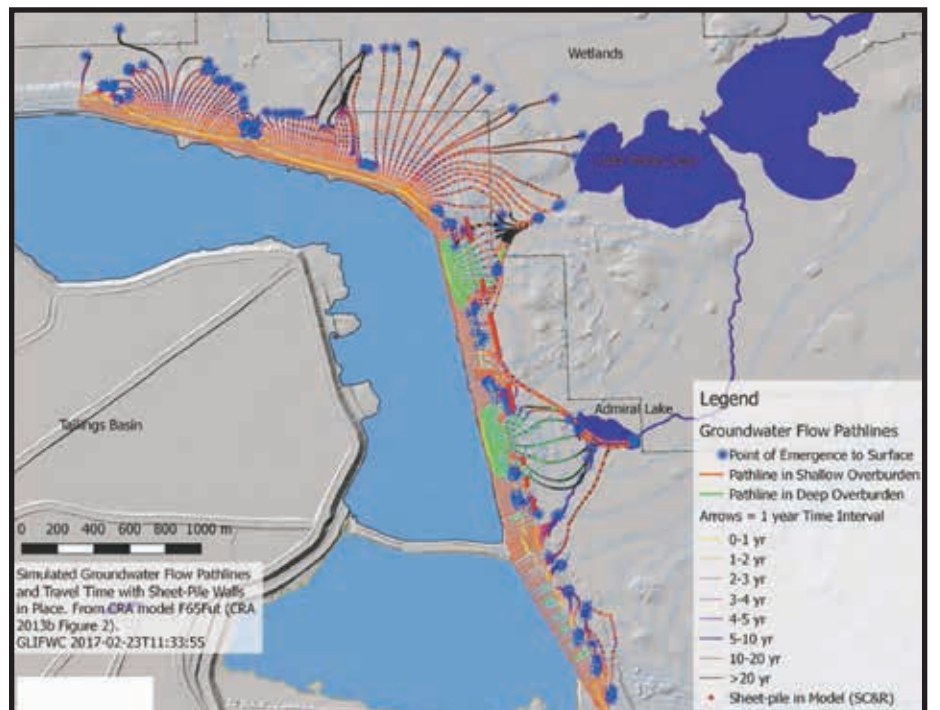 Wetlands
Admiral Lake
Tailings Basin
0 200 400 600 800 1000 m
Simulated Groundwater Flow Pathlines
and Travel Time with Sheet-Pile Walls
in Place. From CRA model F65Fut (CRA
2013b Figure 2).
GLIFWC 2017-02-23T11:33:55
Legend
Groundwater Flow Pathlines
Point of Emergence to Surface
Pathline in Shallow Overburden
Pathline in Deep Overburden
Arrows = 1 year Time Interval
0-1 yr
1-2 yr
2-3 yr
3-4 yr
4-5 yr
5-10 yr
10-20 yr
>20 yr
Sheet-pile in Model (SC&R)